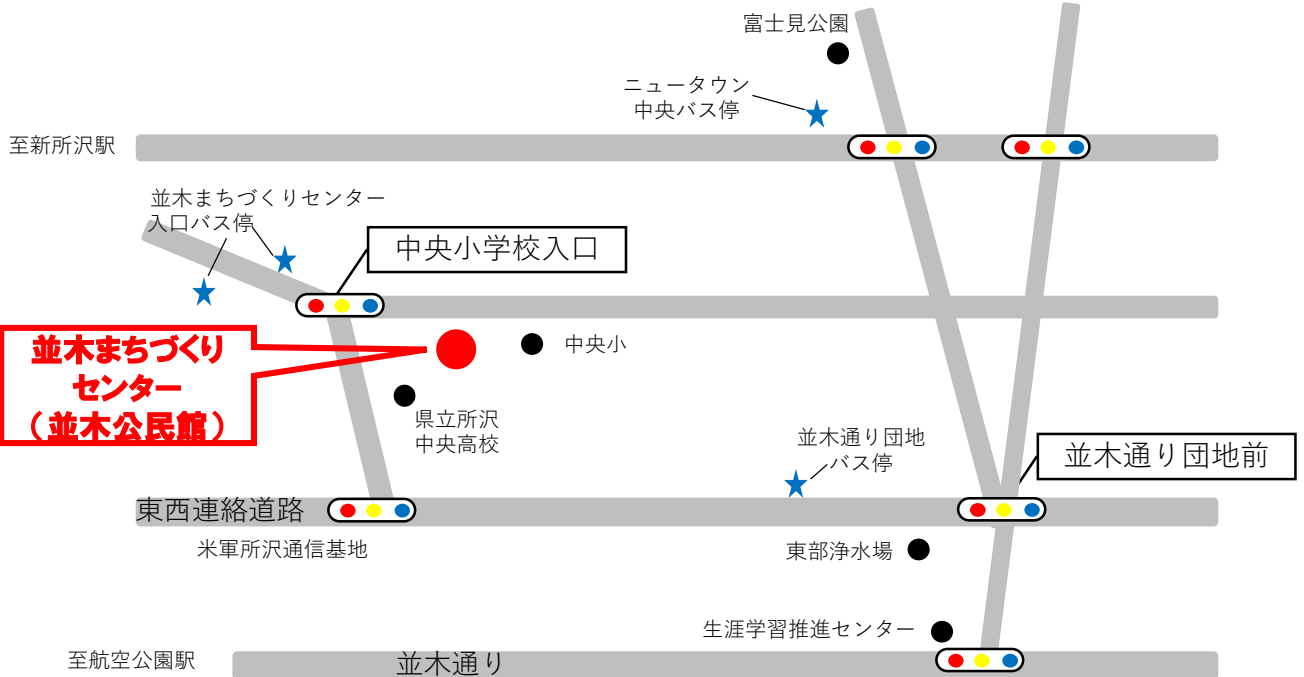 富士見公園
ニュータウン
中央バス停
至新所沢駅
並木まちづくりセンター
入口バス停
中央小学校入口
並木まちづくり
センター
（並木公民館）
中央小
県立所沢
中央高校
並木通り団地
バス停
並木通り団地前
東西連絡道路
米軍所沢通信基地
東部浄水場
生涯学習推進センター
至航空公園駅
並木通り